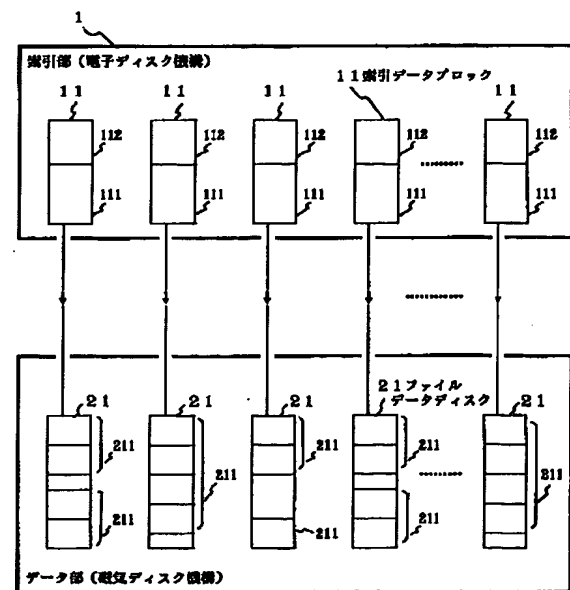 1
索引部(電子ディスク機構)
11索引データブロック
11 11 11 11
112 112 112 112 112
111 111 111 111 111
21ファイル
データディスク
21 21 21 21
211 211 211
211 211
211
211 211 211
データ部(磁気ディスク機構)